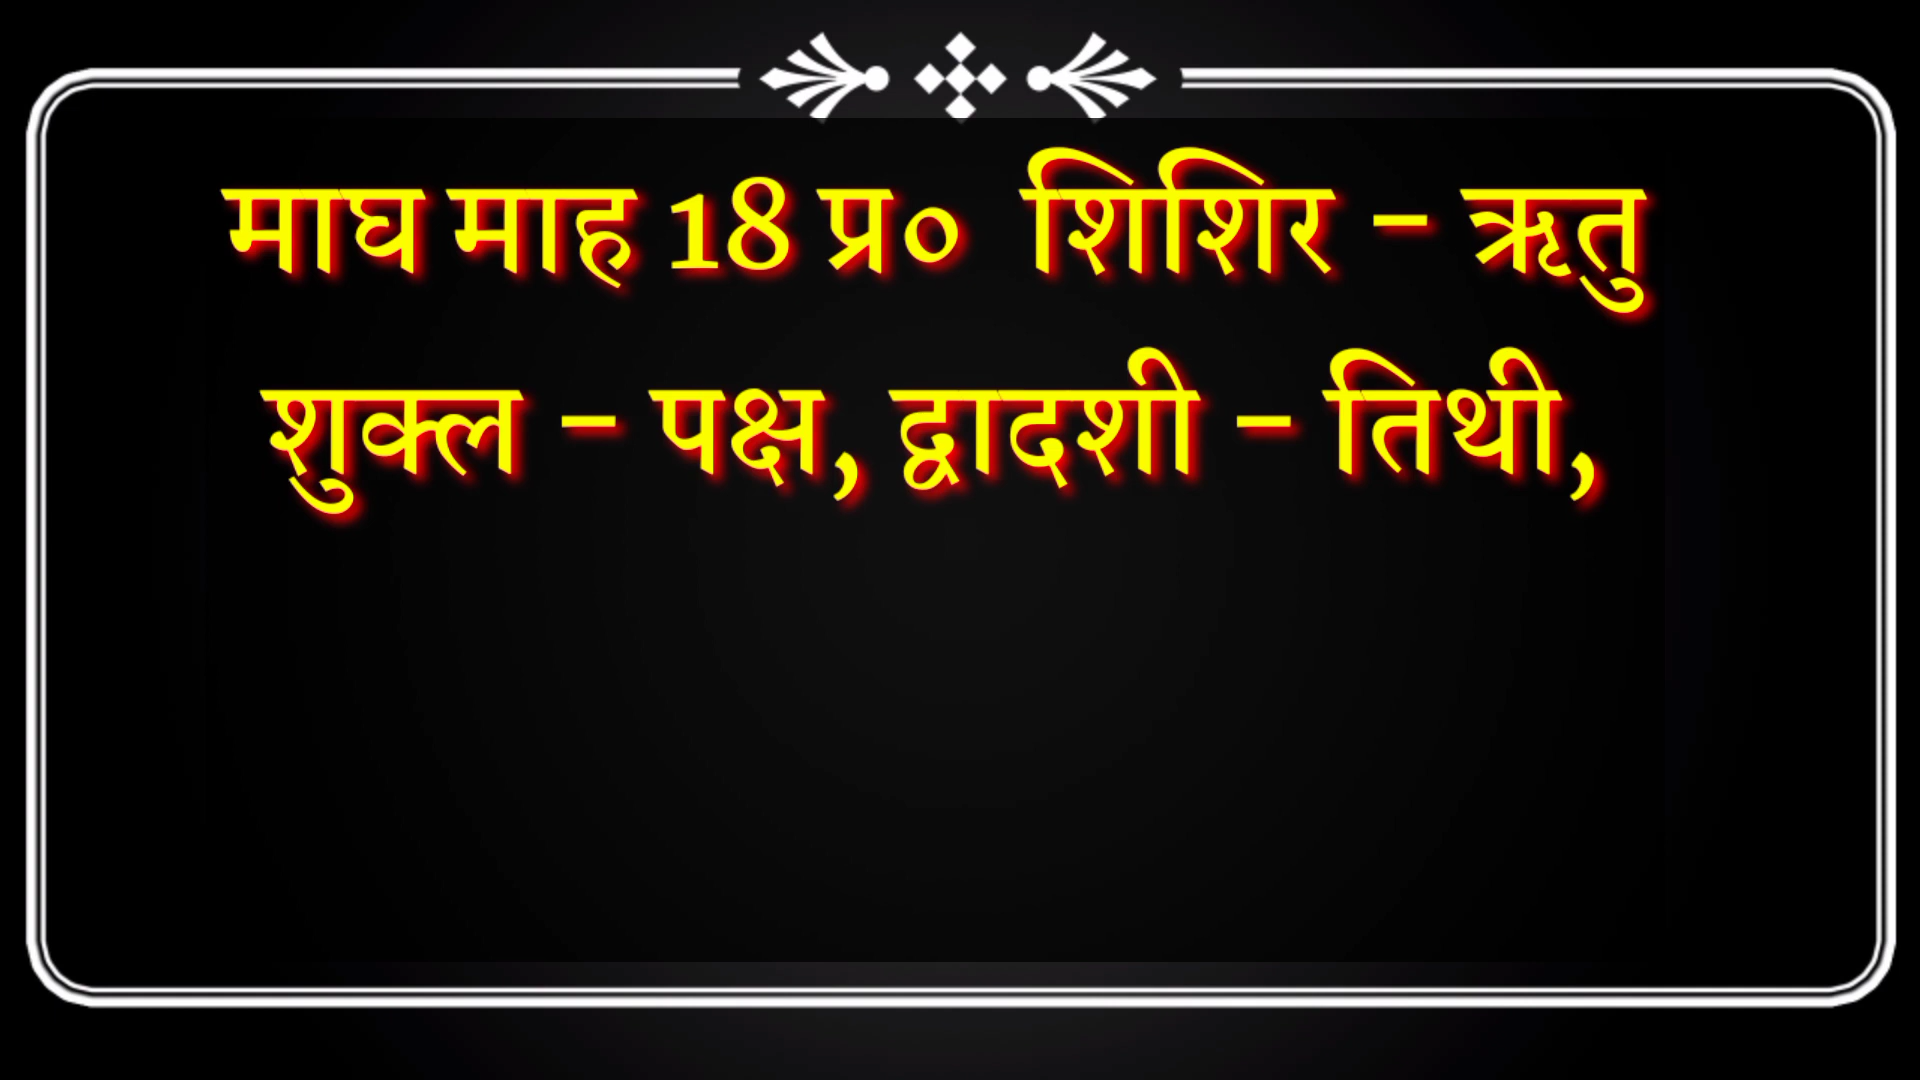 माघ माह 18 प्र० शिशिर - ऋतु
शुक्ल - पक्ष, द्वादशी - तिथी,